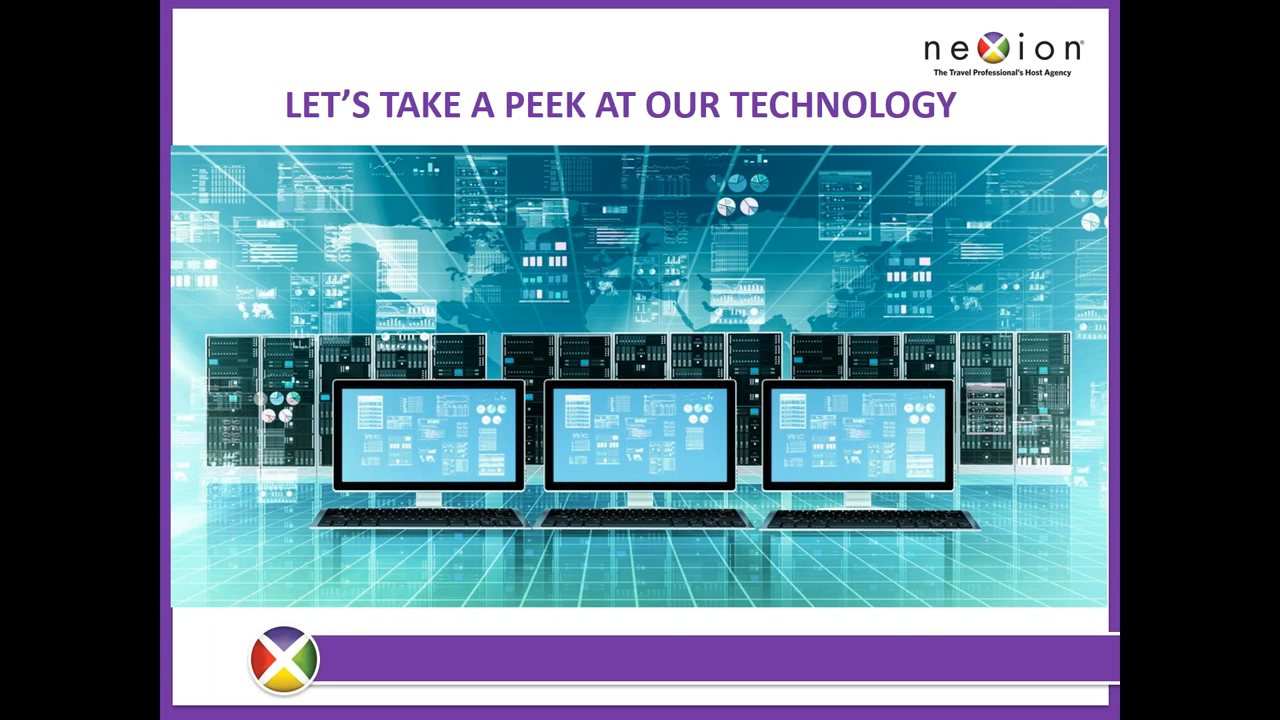 nexion®
The Travel Professional's Host Agency
LET’S TAKE A PEEK AT OUR TECHNOLOGY